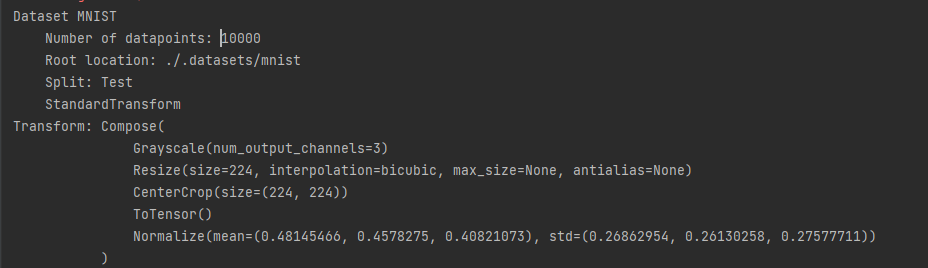 Dataset MNIST
Number of datapoints: 10000
Root location: ./.datasets/mnist
Split: Test
StandardTransform
Transform: Compose(
Grayscale(num_output_channels=3)
Resize(size=224, interpolation=bicubic, max_size=None, antialias=None)
CenterCrop(size=(224, 224))
ToTensor()
Normalize(mean=(0.48145466, 0.4578275, 0.40821073), std=(0.26862954, 0.26130258, 0.27577711))
)